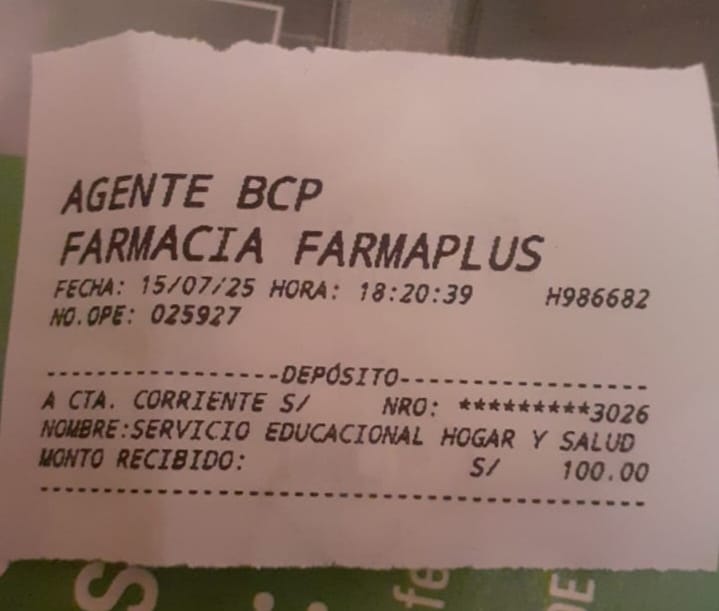 AGENTE BCP
FARMACIA FARMAPLUS
FECHA: 15/07/25 HORA: 18:20:39 H986682
NO.OPE: 025927
-----------------DEPÓSITO------------------
A CTA. CORRIENTE S/ NRO: *********3026
NOMBRE:SERVICIO EDUCACIONAL HOGAR Y SALUD
MONTO RECIBIDO: S/ 100.00
---------------------------------------------